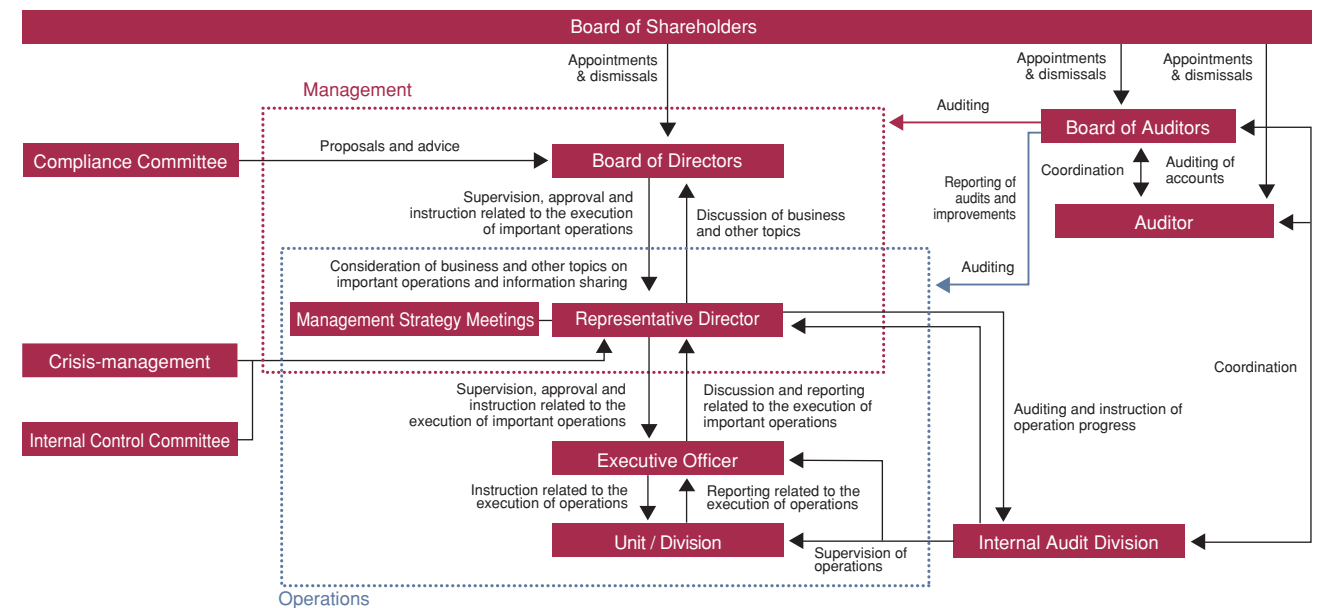 Board of Shareholders
Appointments
& dismissals
Appointments
& dismissals
Appointments
& dismissals
Management
Auditing
Board of Auditors
Compliance Committee
Proposals and advice
Board of Directors
Coordination
Auditing of
accounts
Reporting of
audits and
improvements
Supervision, approval and
instruction related to the execution
of important operations
Discussion of business
and other topics
Auditor
Consideration of business and other topics on
important operations and information sharing
Auditing
Management Strategy Meetings
Representative Director
Crisis-management
Coordination
Supervision, approval and
instruction related to the
execution of important operations
Discussion and reporting
related to the execution of
important operations
Auditing and instruction of
operation progress
Internal Control Committee
Executive Officer
Instruction related to the
execution of operations
Reporting related to the
execution of operations
Unit / Division
Supervision of
operations
Internal Audit Division
Operations